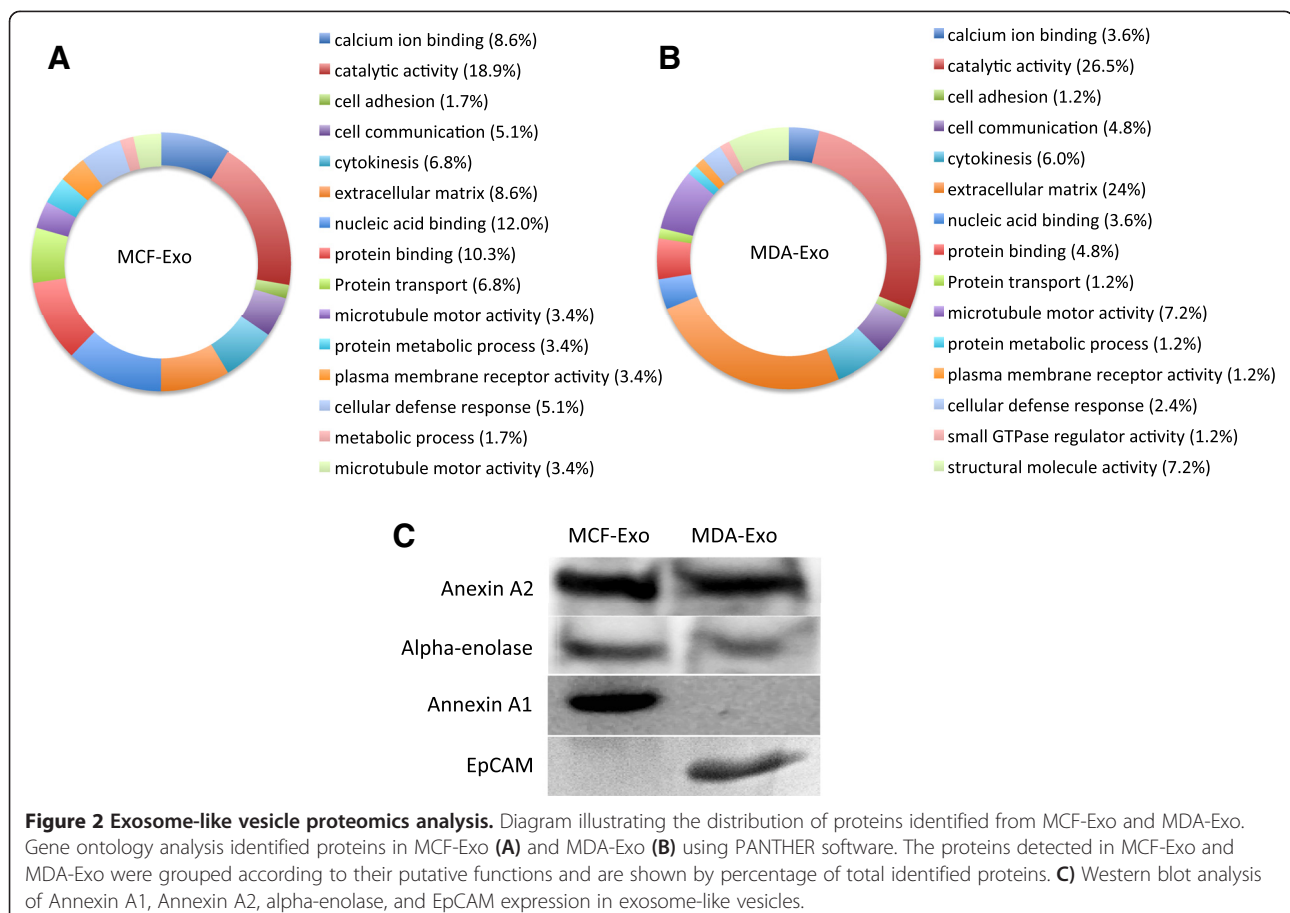 A
MCF-Exo
calcium ion binding (8.6%)
catalytic activity (18.9%)
cell adhesion (1.7%)
cell communication (5.1%)
cytokinesis (6.8%)
extracellular matrix (8.6%)
nucleic acid binding (12.0%)
protein binding (10.3%)
Protein transport (6.8%)
microtubule motor activity (3.4%)
protein metabolic process (3.4%)
plasma membrane receptor activity (3.4%)
cellular defense response (5.1%)
metabolic process (1.7%)
microtubule motor activity (3.4%)
B
MDA-Exo
calcium ion binding (3.6%)
catalytic activity (26.5%)
cell adhesion (1.2%)
cell communication (4.8%)
cytokinesis (6.0%)
extracellular matrix (24%)
nucleic acid binding (3.6%)
protein binding (4.8%)
Protein transport (1.2%)
microtubule motor activity (7.2%)
protein metabolic process (1.2%)
plasma membrane receptor activity (1.2%)
cellular defense response (2.4%)
small GTPase regulator activity (1.2%)
structural molecule activity (7.2%)
C
MCF-Exo MDA-Exo
Anexin A2
Alpha-enolase
Annexin A1
EpCAM
Figure 2 Exosome-like vesicle proteomics analysis. Diagram illustrating the distribution of proteins identified from MCF-Exo and MDA-Exo.
Gene ontology analysis identified proteins in MCF-Exo (A) and MDA-Exo (B) using PANTHER software. The proteins detected in MCF-Exo and
MDA-Exo were grouped according to their putative functions and are shown by percentage of total identified proteins. C) Western blot analysis
of Annexin A1, Annexin A2, alpha-enolase, and EpCAM expression in exosome-like vesicles.